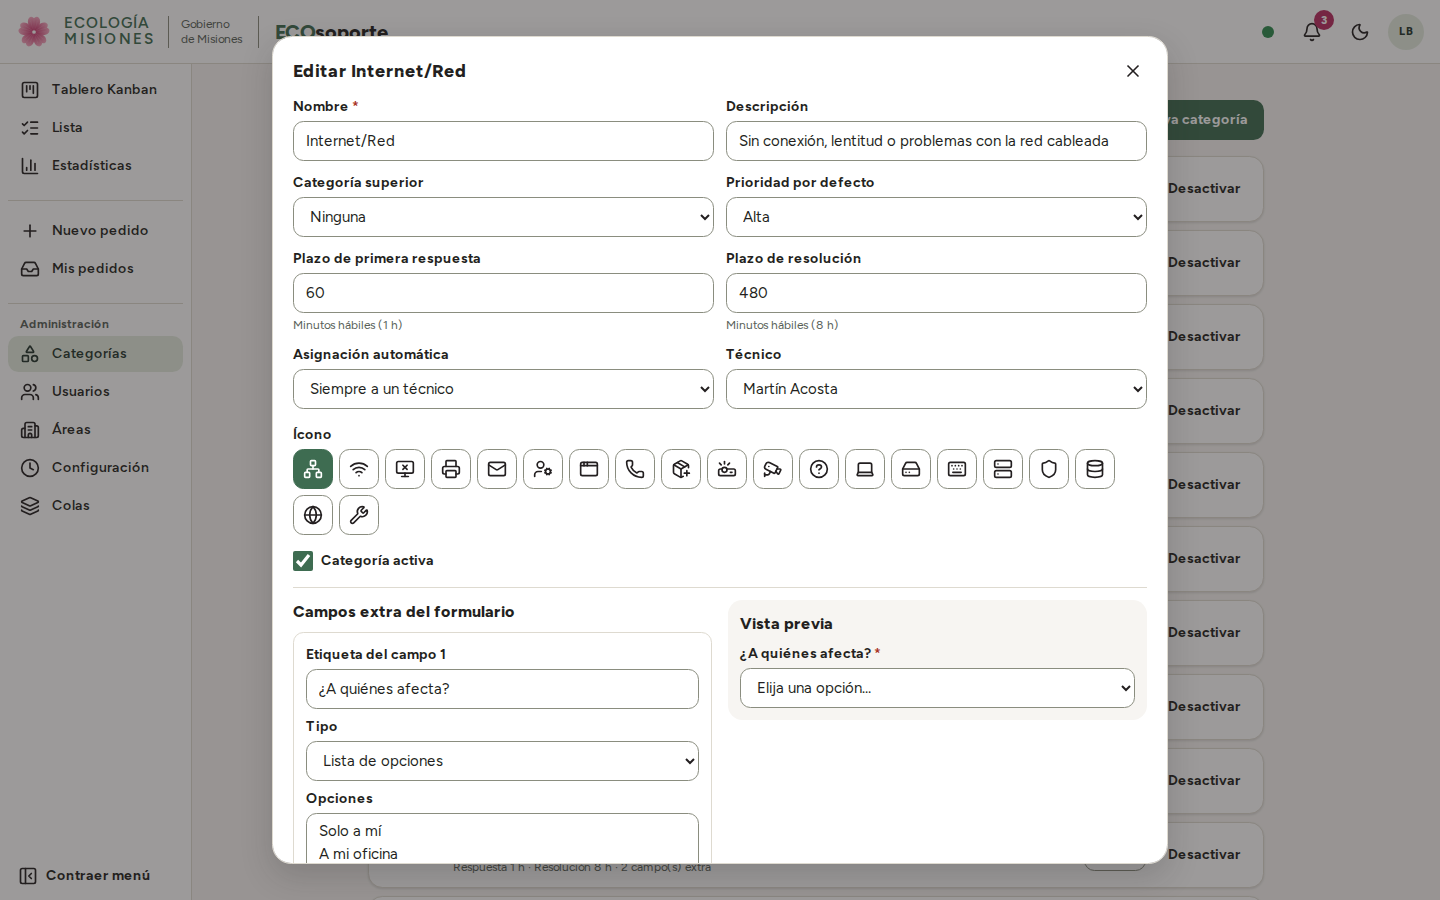 ECOLOGÍA
MISIONES
Gobierno
de Misiones
ECOsoporte
3
LB
Tablero Kanban
Lista
Estadísticas
Nuevo pedido
Mis pedidos
Administración
Categorías
Usuarios
Áreas
Configuración
Colas
Contraer menú
va categoría
Desactivar
Desactivar
Desactivar
Desactivar
Desactivar
Desactivar
Desactivar
Desactivar
Desactivar
Desactivar
Editar Internet/Red
Nombre *
Internet/Red
Descripción
Sin conexión, lentitud o problemas con la red cableada
Categoría superior
Ninguna
Prioridad por defecto
Alta
Plazo de primera respuesta
60
Minutos hábiles (1 h)
Plazo de resolución
480
Minutos hábiles (8 h)
Asignación automática
Siempre a un técnico
Técnico
Martín Acosta
Ícono
Categoría activa
Campos extra del formulario
Etiqueta del campo 1
¿A quiénes afecta?
Tipo
Lista de opciones
Opciones
Solo a mí
A mi oficina
Vista previa
¿A quiénes afecta? *
Elija una opción...
Respuesta 1 h · Resolución 8 h · 2 campo(s) extra